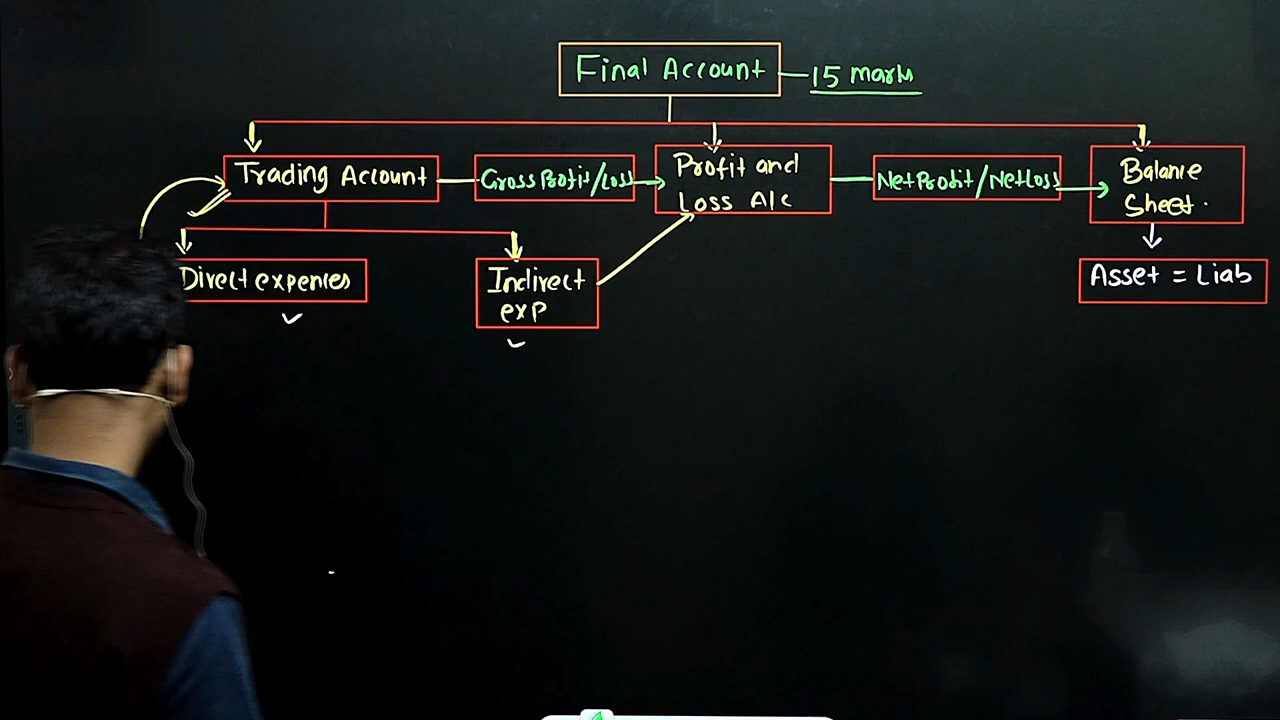 Final Account
15 marks
Trading Account
Gross Profit/Loss
Profit and
Loss A/c
Net Profit/Net Loss
Balance
Sheet.
Direct expenses
Indirect
exp
Asset = Liab